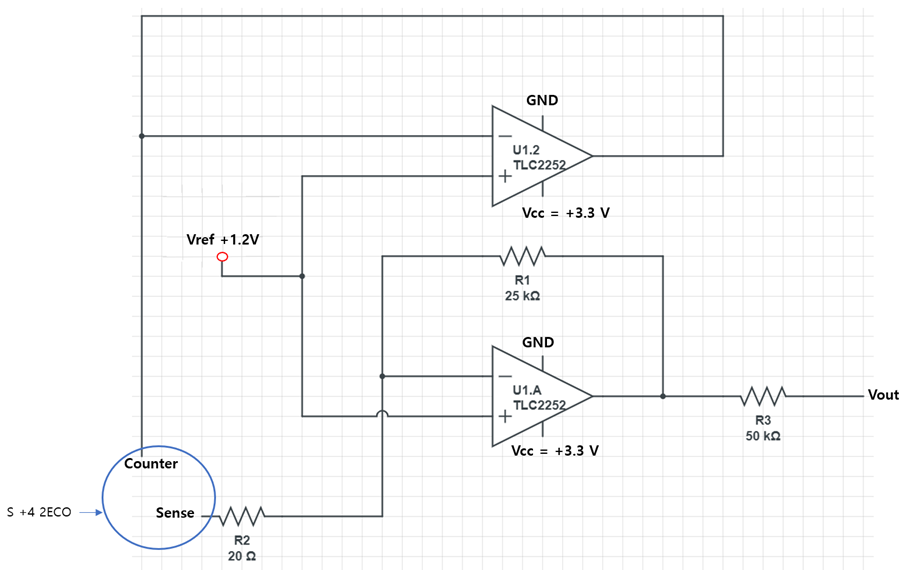 GND
−
U1.2
TLC2252
+
Vcc = +3.3 V
Vref +1.2V
R1
25 kΩ
GND
−
U1.A
TLC2252
+
Vout
R3
50 kΩ
Vcc = +3.3 V
Counter
S +4 2ECO
Sense
R2
20 Ω